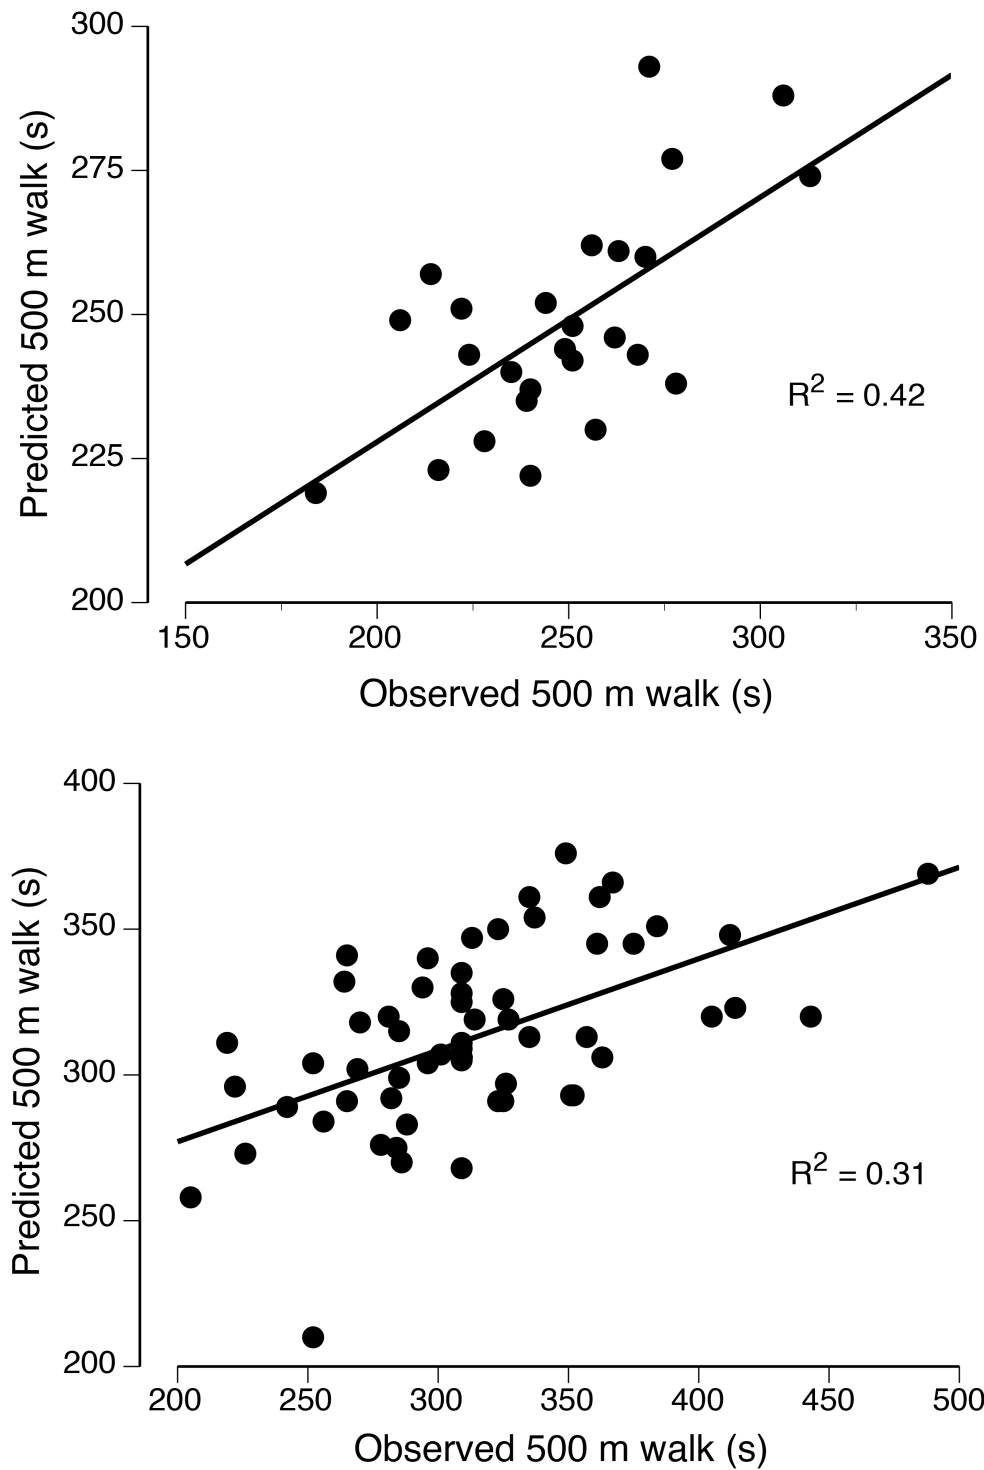 300
275
250
225
200
Predicted 500 m walk (s)
R² = 0.42
150 200 250 300 350
Observed 500 m walk (s)
400
350
300
250
200
Predicted 500 m walk (s)
R² = 0.31
200 250 300 350 400 450 500
Observed 500 m walk (s)